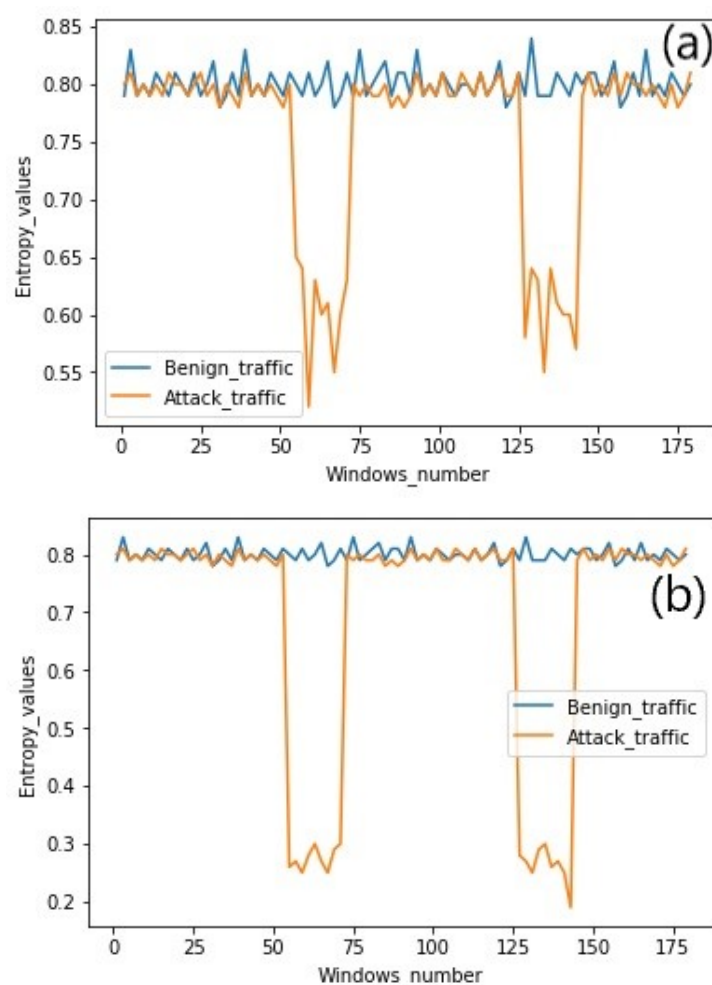 (a)
0.85
0.80
0.75
0.70
0.65
0.60
0.55
Entropy_values
Benign_traffic
Attack_traffic
0 25 50 75 100 125 150 175
Windows_number
(b)
0.8
0.7
0.6
0.5
0.4
0.3
0.2
Entropy_values
Benign_traffic
Attack_traffic
0 25 50 75 100 125 150 175
Windows_number